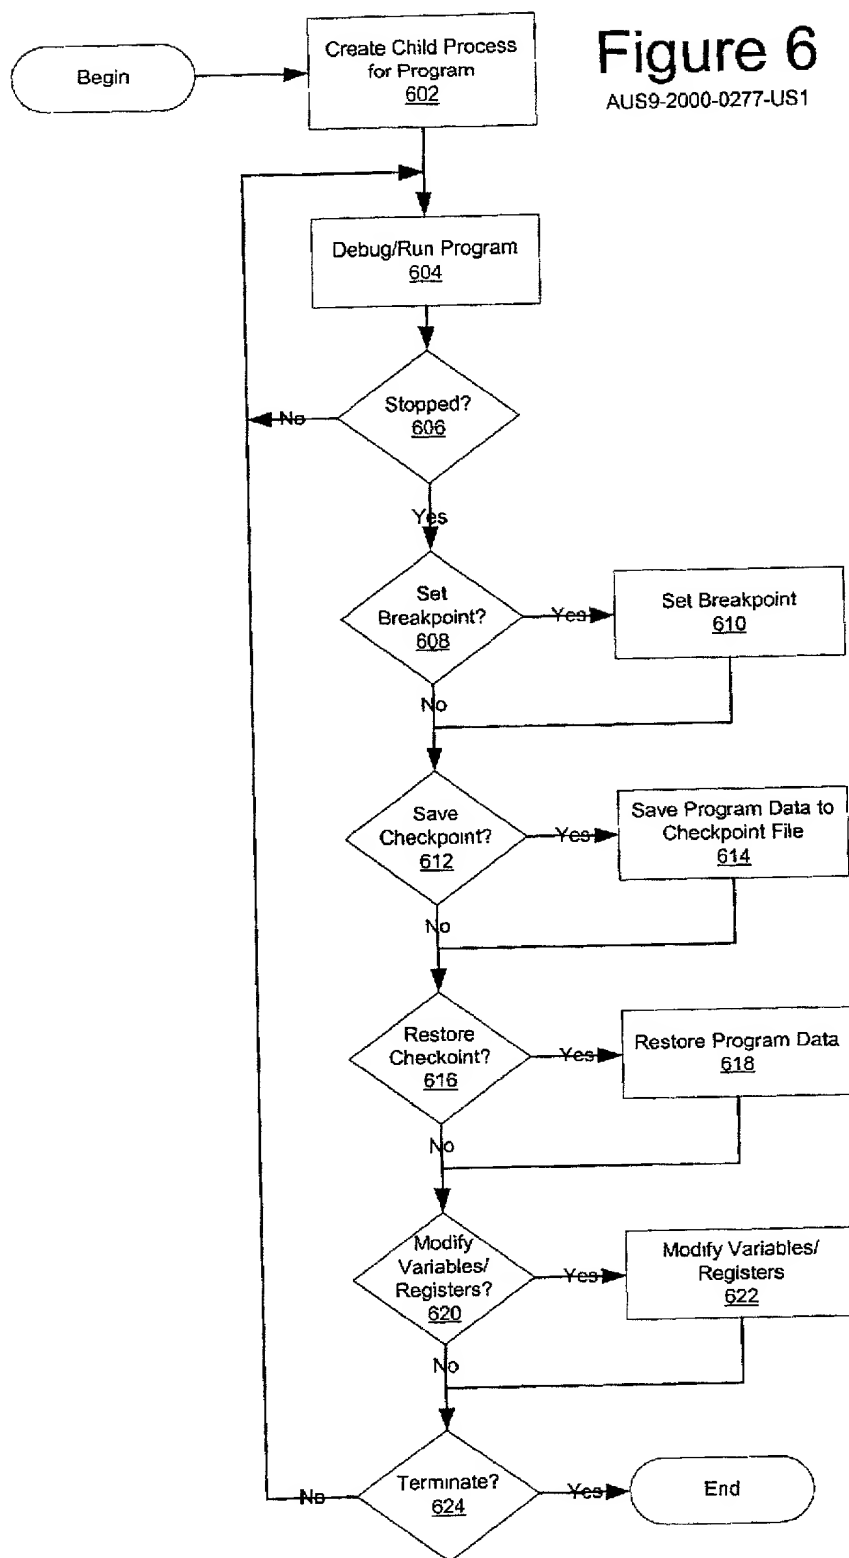 Figure 6
AUS9-2000-0277-US1
Begin
Create Child Process
for Program
602
Debug/Run Program
604
Stopped?
606
No
Yes
Set
Breakpoint?
608
Yes
Set Breakpoint
610
No
Save
Checkpoint?
612
Yes
Save Program Data to
Checkpoint File
614
No
Restore
Checkoint?
616
Yes
Restore Program Data
618
No
Modify
Variables/
Registers?
620
Yes
Modify Variables/
Registers
622
No
Terminate?
624
No
Yes
End